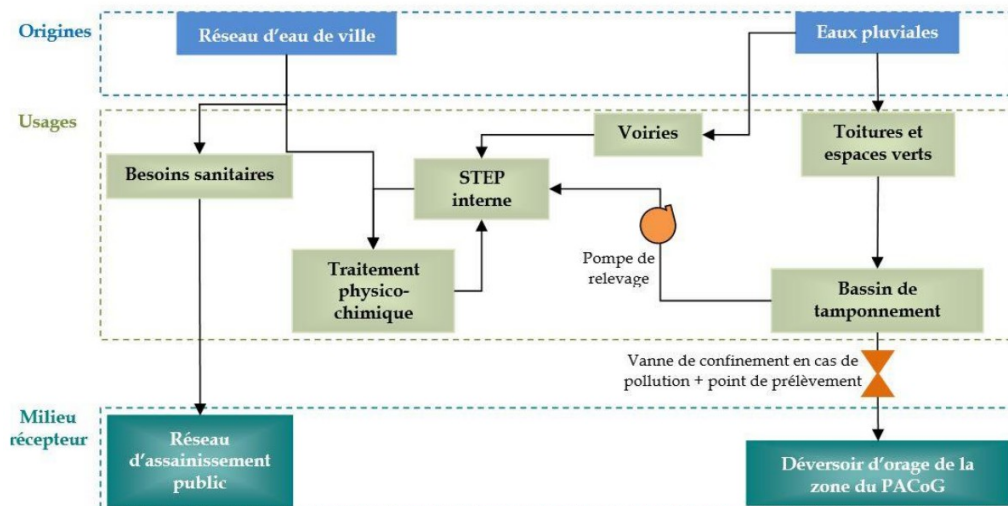 Origines
Réseau d'eau de ville
Eaux pluviales
Usages
Voiries
Toitures et
espaces verts
Besoins sanitaires
STEP
interne
Pompe de
relevage
Traitement
physico-
chimique
Bassin de
tamponnement
Vanne de confinement en cas de
pollution + point de prélèvement
Milieu
récepteur
Réseau
d'assainissement
public
Déversoir d'orage de la
zone du PACoG